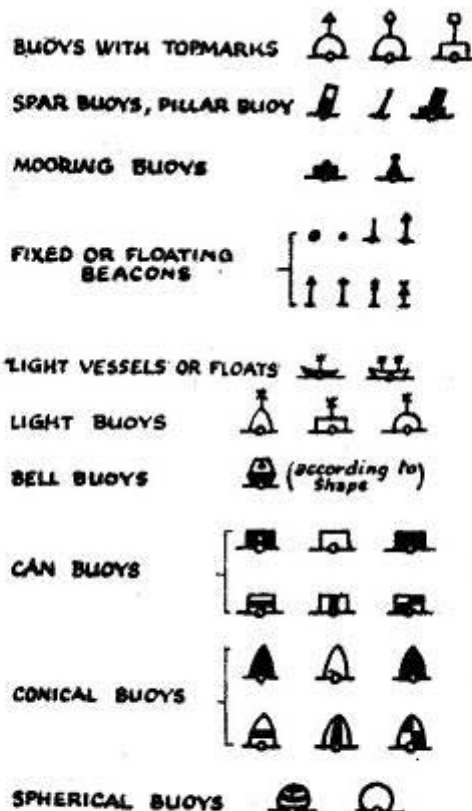 BUOYS WITH TOPMARKS
SPAR BUOYS, PILLAR BUOY
MOORING BUOYS
FIXED OR FLOATING
BEACONS
LIGHT VESSELS OR FLOATS
LIGHT BUOYS
BELL BUOYS (according to shape)
CAN BUOYS
CONICAL BUOYS
SPHERICAL BUOYS